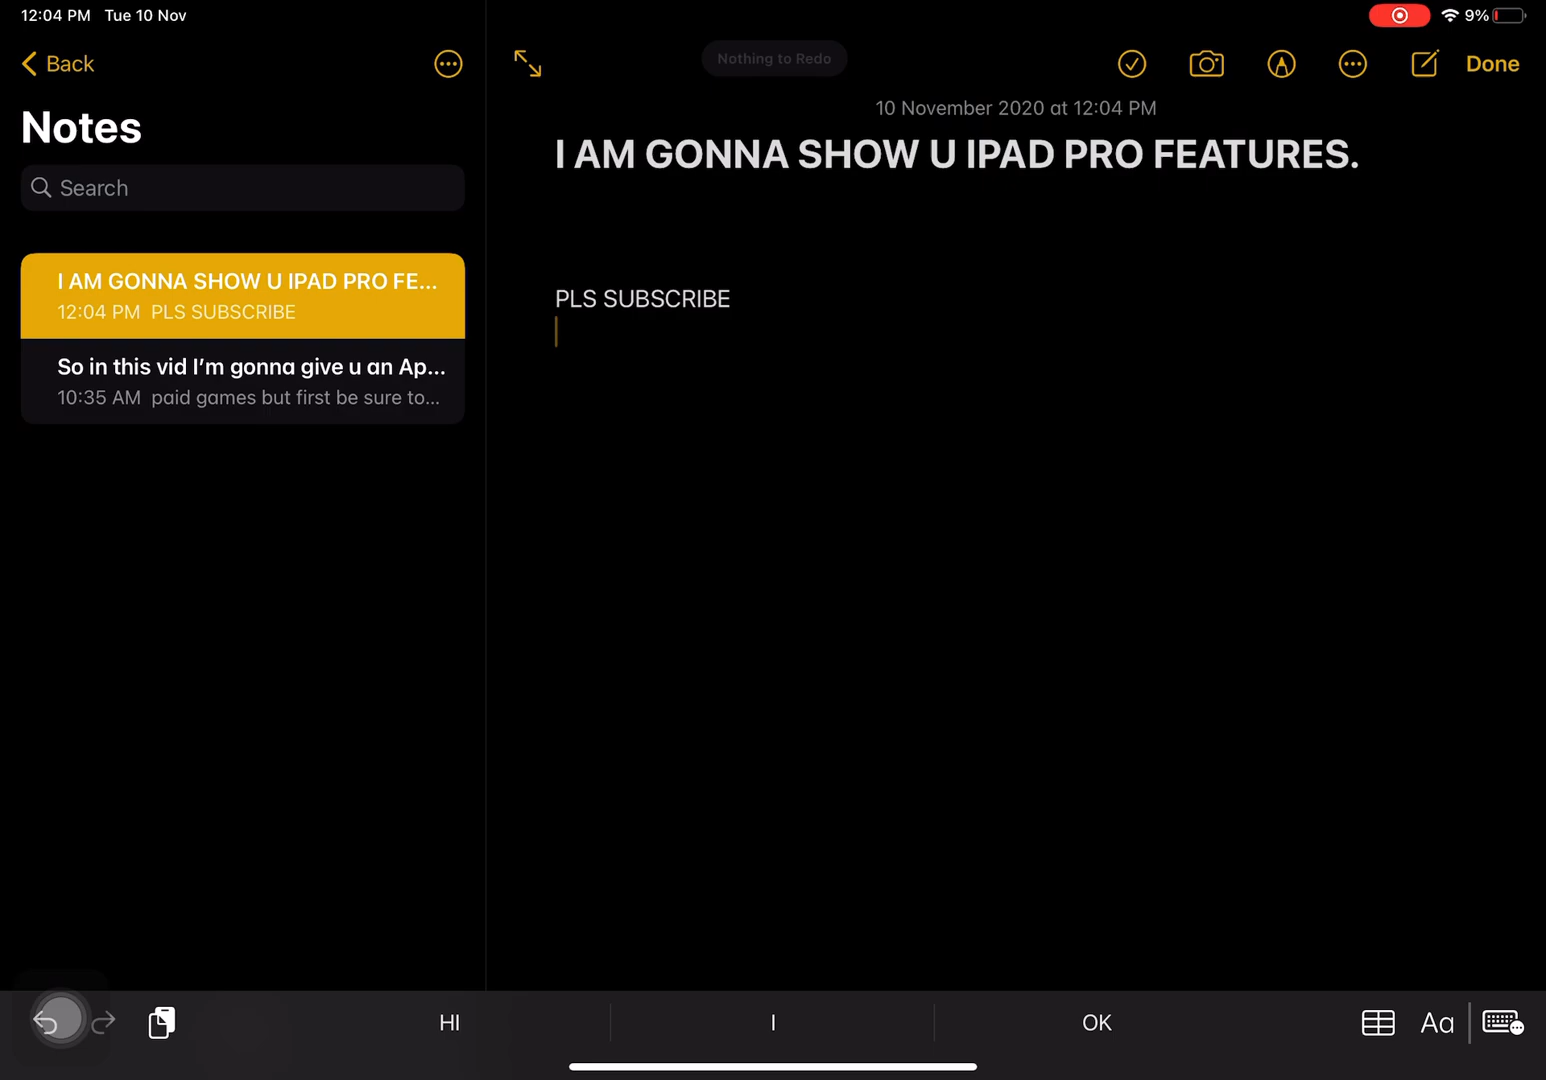 12:04 PM Tue 10 Nov
9%
Back
Nothing to Redo
Done
Notes
Search
I AM GONNA SHOW U IPAD PRO FE...
12:04 PM PLS SUBSCRIBE
So in this vid I’m gonna give u an Ap...
10:35 AM paid games but first be sure to...
10 November 2020 at 12:04 PM
I AM GONNA SHOW U IPAD PRO FEATURES.
PLS SUBSCRIBE
HI
I
OK
Aa